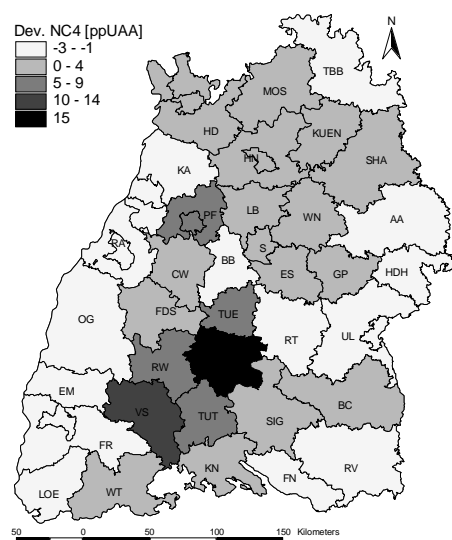 Dev. NC4 [ppUAA]
-3 - -1
0 - 4
5 - 9
10 - 14
15
N
TBB
MOS
HD
KUEN
HN
SHA
KA
PF
LB
WN
AA
RA
S
BB
CW
ES
GP
HDH
OG
FDS
TUE
RT
UL
RW
EM
VS
TUT
SIG
BC
FR
KN
FN
RV
LOE
WT
50 0 50 100 150 Kilometers